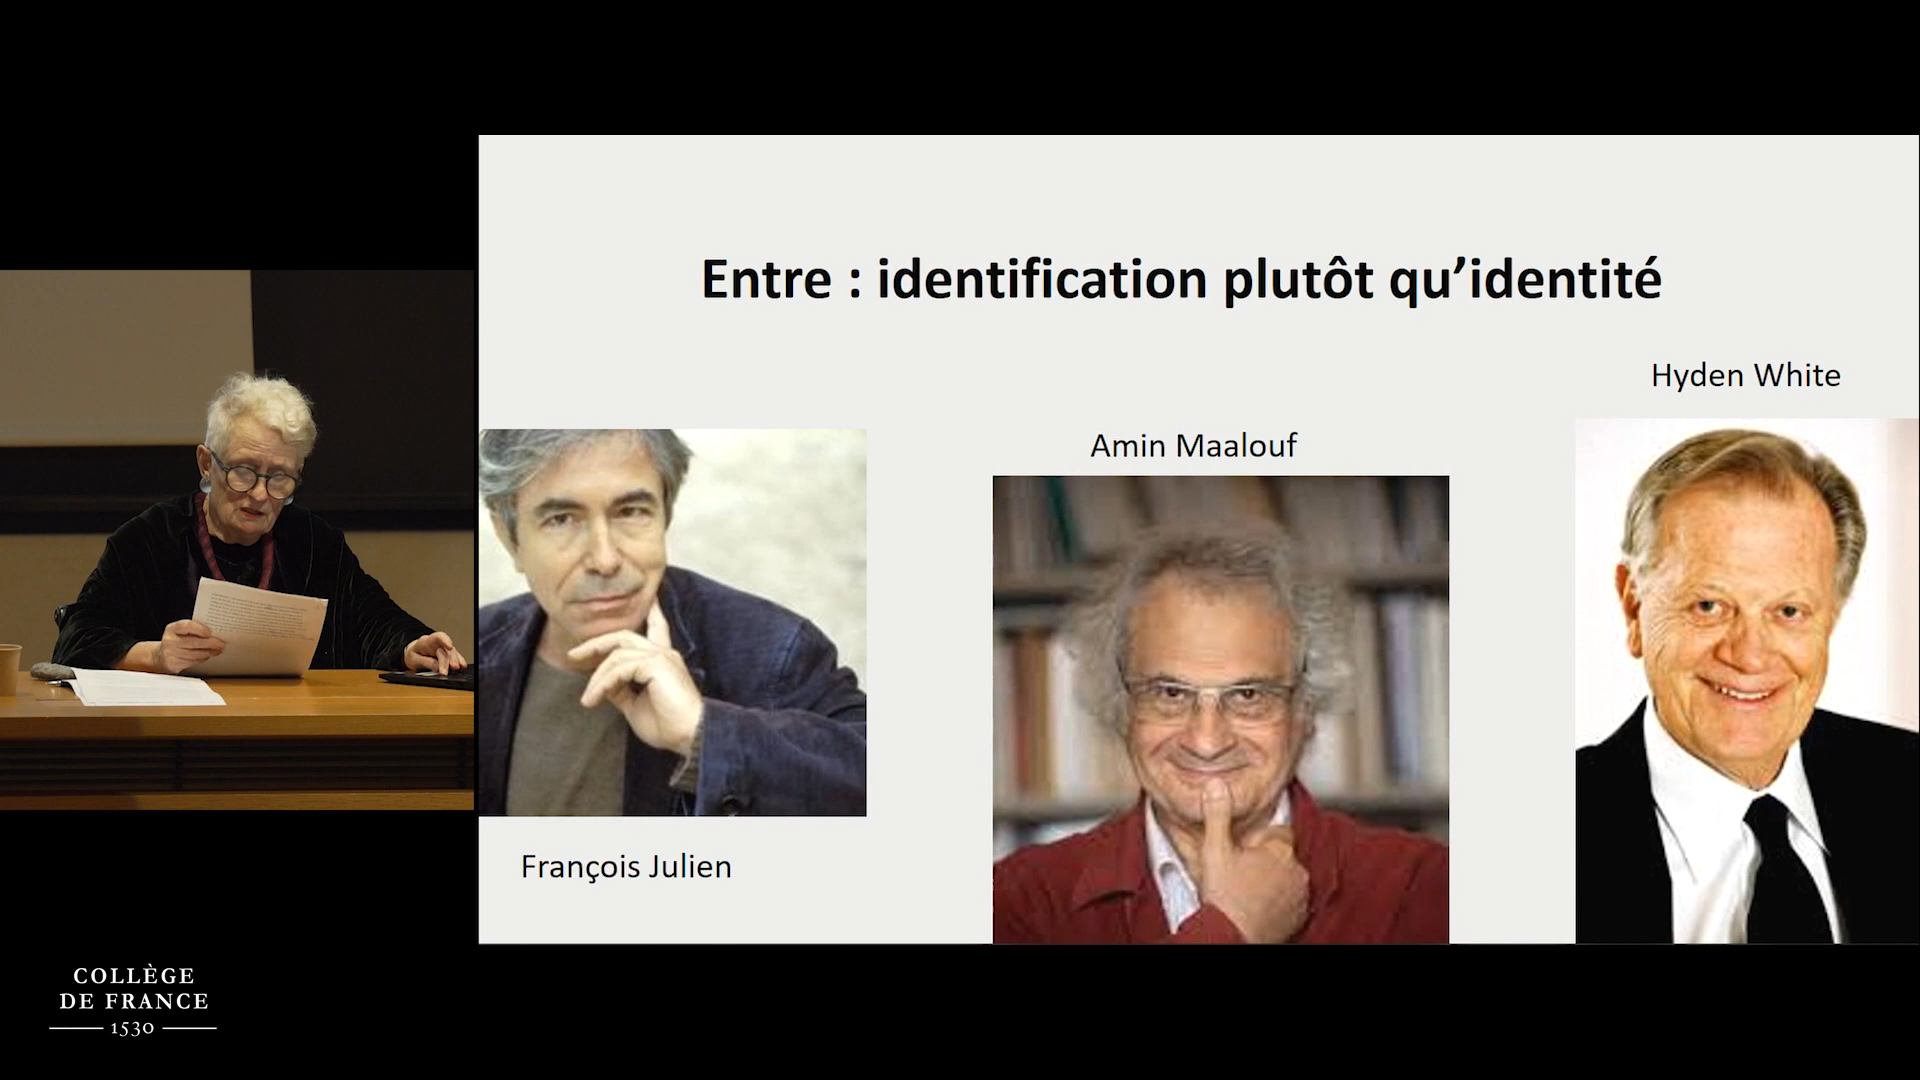 Entre : identification plutôt qu’identité
Hyden White
Amin Maalouf
François Julien
COLLÈGE
DE FRANCE
1530